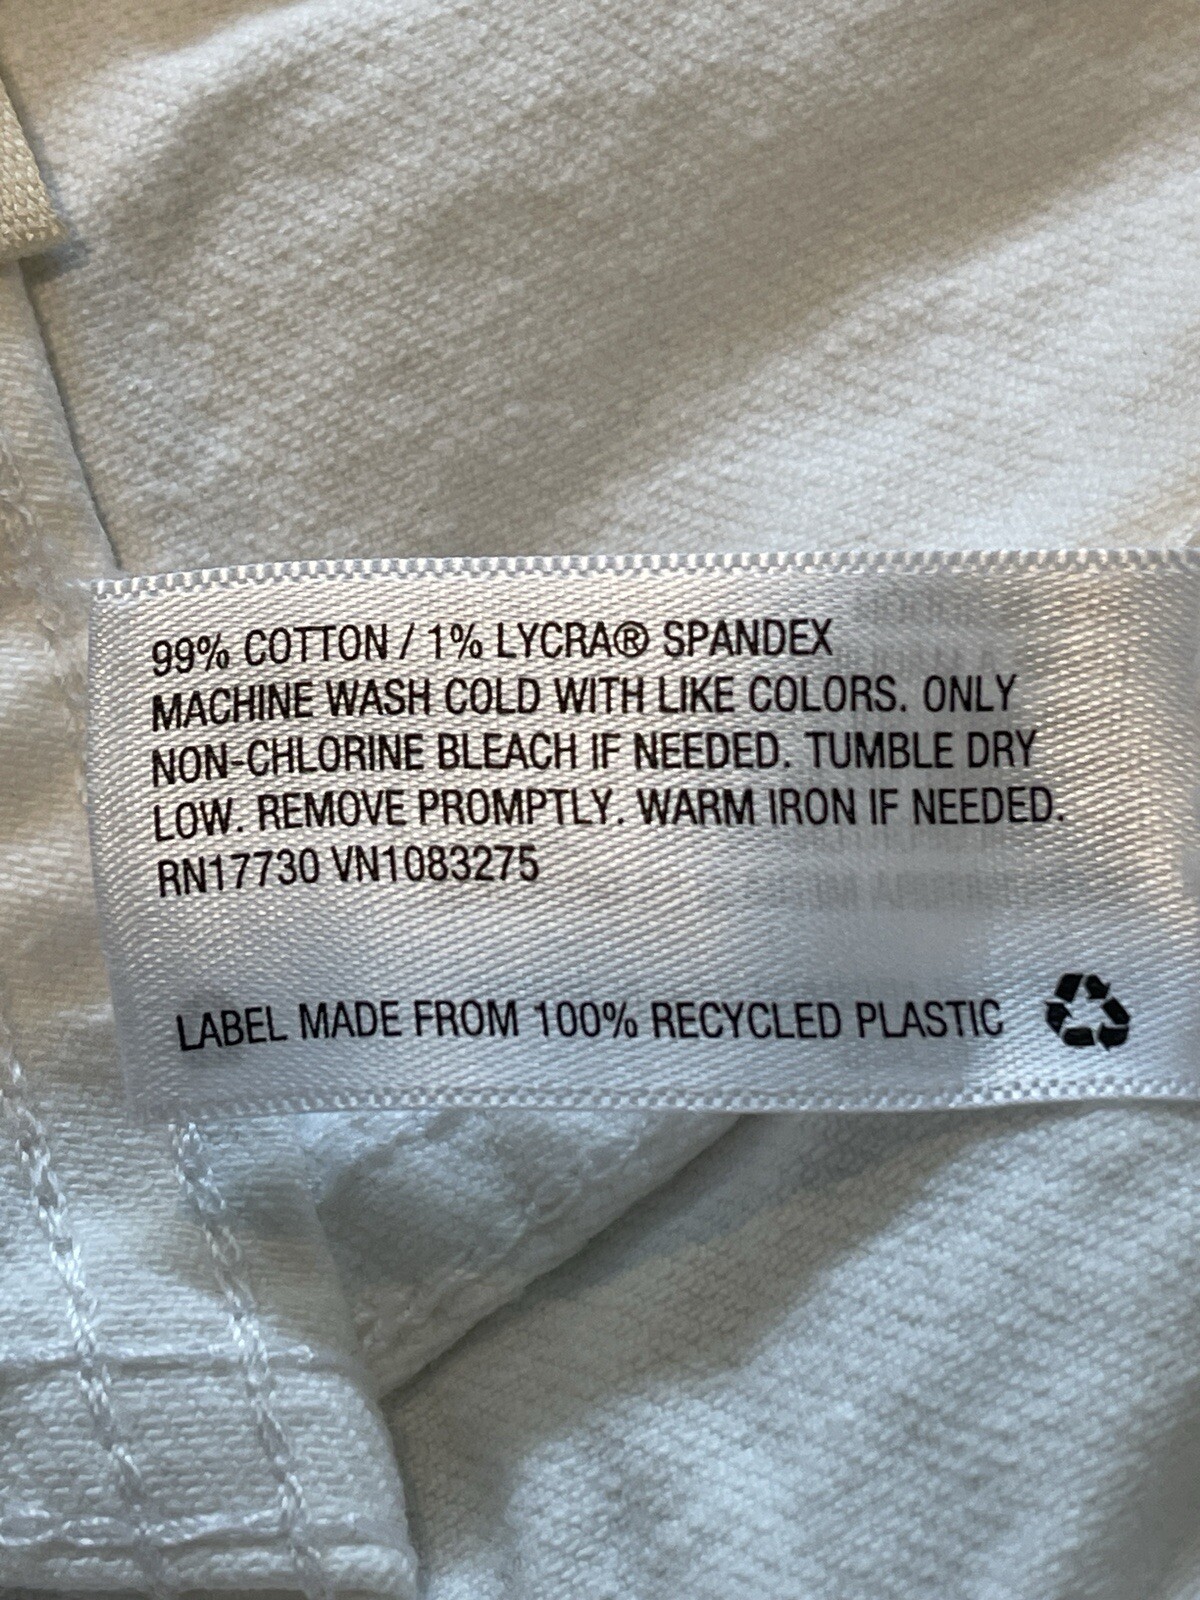 99% COTTON / 1% LYCRA® SPANDEX
MACHINE WASH COLD WITH LIKE COLORS. ONLY
NON-CHLORINE BLEACH IF NEEDED. TUMBLE DRY
LOW. REMOVE PROMPTLY. WARM IRON IF NEEDED.
RN17730 VN1083275
LABEL MADE FROM 100% RECYCLED PLASTIC